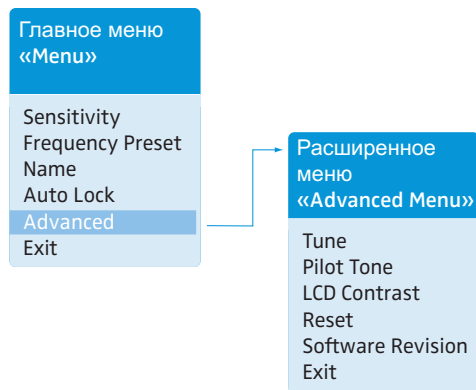 Главное меню
«Menu»
Sensitivity
Frequency Preset
Name
Auto Lock
Advanced
Exit
Расширенное
меню
«Advanced Menu»
Tune
Pilot Tone
LCD Contrast
Reset
Software Revision
Exit